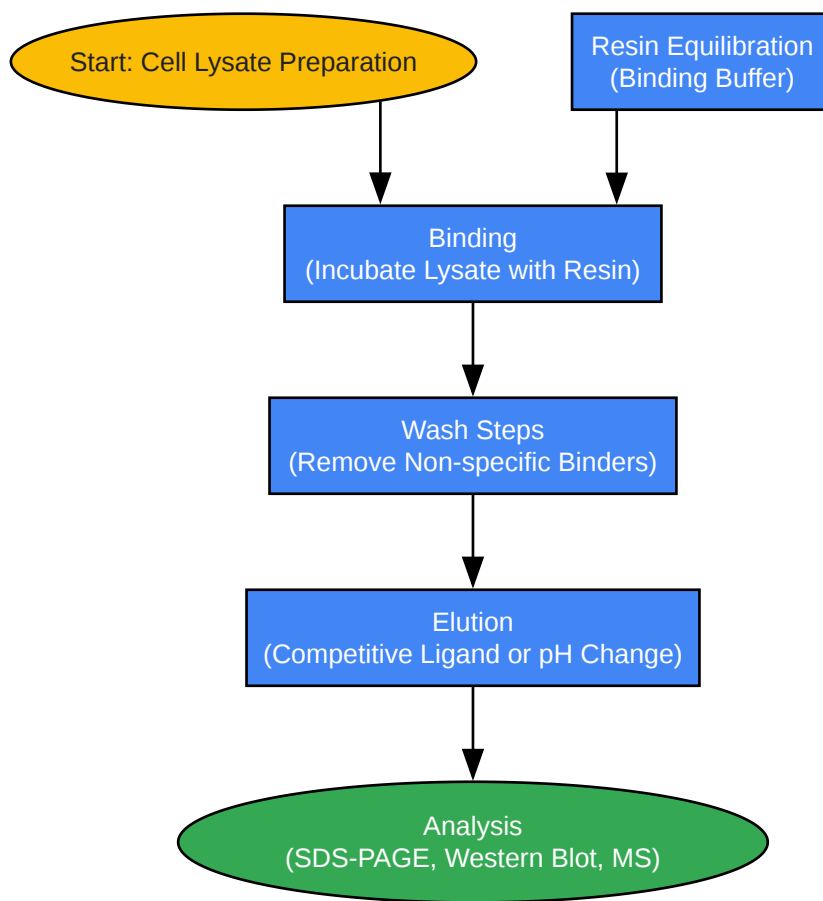 Start: Cell Lysate Preparation
Resin Equilibration
(Binding Buffer)
Binding
(Incubate Lysate with Resin)
Wash Steps
(Remove Non-specific Binders)
Elution
(Competitive Ligand or pH Change)
Analysis
(SDS-PAGE, Western Blot, MS)